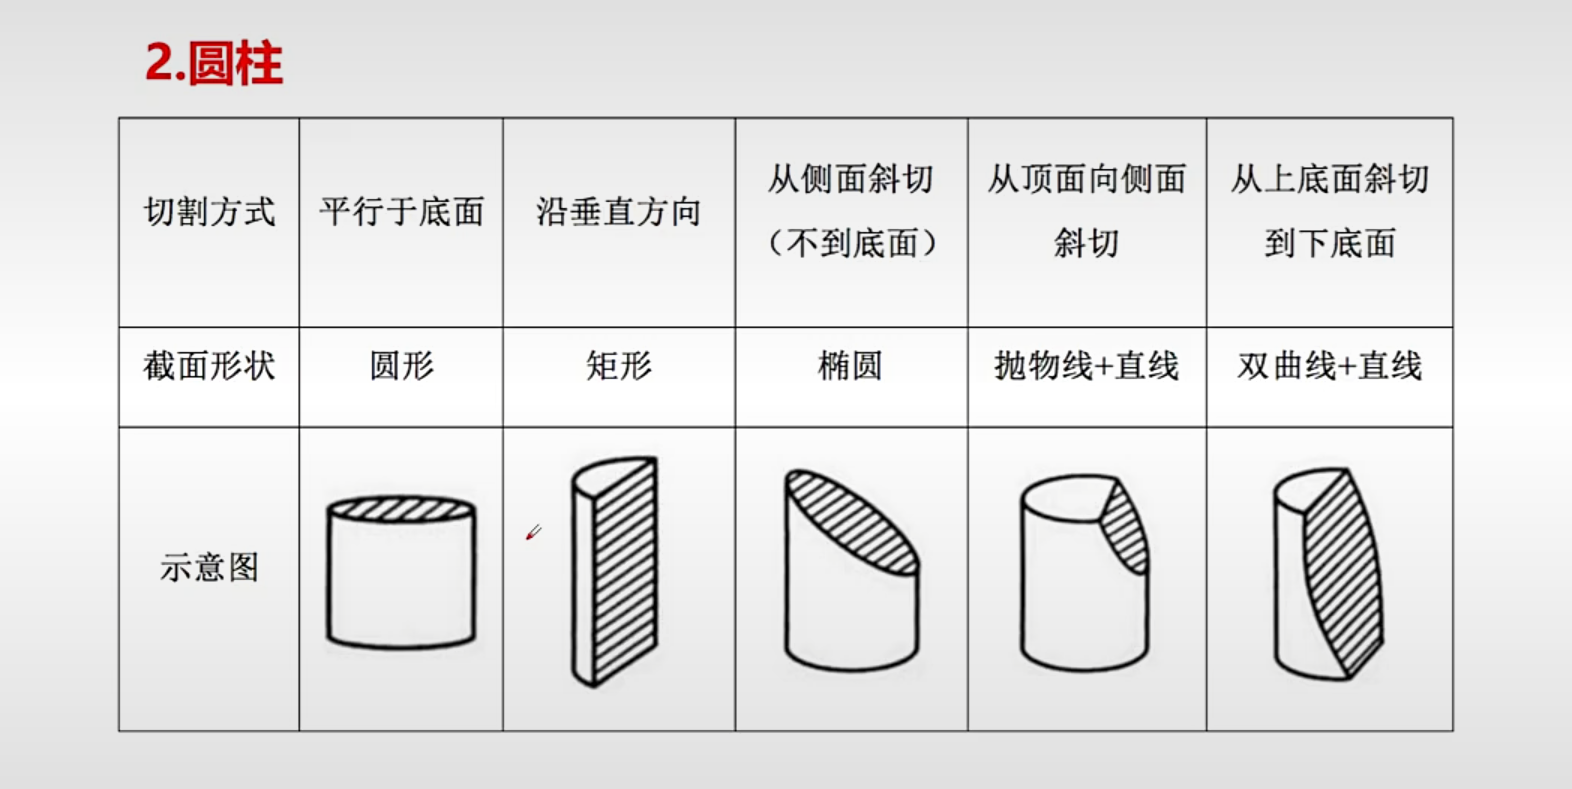 2.圆柱
切割方式
平行于底面
沿垂直方向
从侧面斜切
（不到底面）
从顶面向侧面
斜切
从上底面斜切
到下底面
截面形状
圆形
矩形
椭圆
抛物线+直线
双曲线+直线
示意图